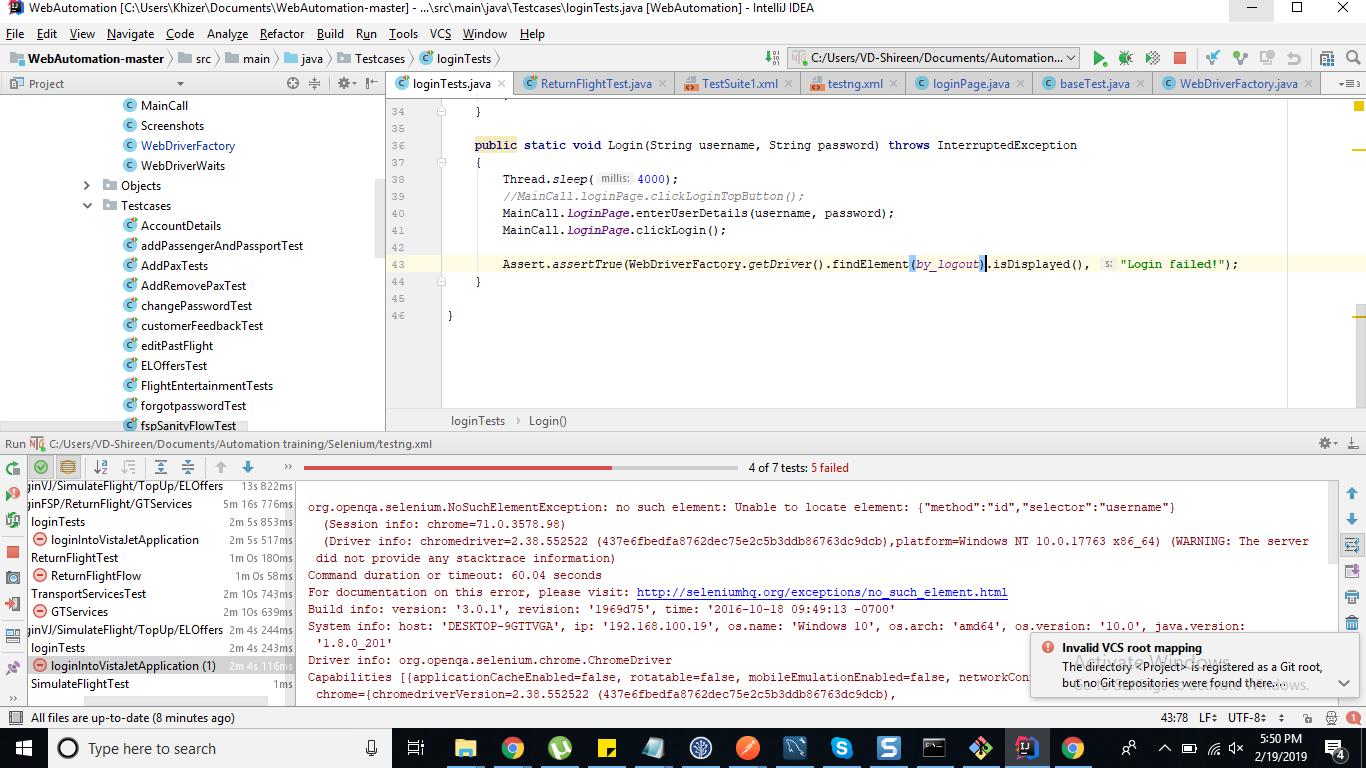 WebAutomation [C:\Users\Khizer\Documents\WebAutomation-master] - ...\src\main\java\Testcases\loginTests.java [WebAutomation] - IntelliJ IDEA
File Edit View Navigate Code Analyze Refactor Build Run Tools VCS Window Help
WebAutomation-master src main java Testcases loginTests C:/Users/VD-Shireen/Documents/Automation...
Project
loginTests.java ReturnFlightTest.java TestSuite1.xml testng.xml loginPage.java baseTest.java WebDriverFactory.java
MainCall
Screenshots
WebDriverFactory
WebDriverWaits
Objects
Testcases
AccountDetails
addPassengerAndPassportTest
AddPaxTests
AddRemovePaxTest
changePasswordTest
customerFeedbackTest
editPastFlight
ELOffersTest
FlightEntertainmentTests
forgotpasswordTest
fspSanityFlowTest
34 }
35
36 public static void Login(String username, String password) throws InterruptedException
37 {
38 Thread.sleep( millis: 4000);
39 //MainCall.loginPage.clickLoginTopButton();
40 MainCall.loginPage.enterUserDetails(username, password);
41 MainCall.loginPage.clickLogin();
42
43 Assert.assertTrue(WebDriverFactory.getDriver().findElement(by_logout).isDisplayed(), s: "Login failed!");
44 }
45
46 }
loginTests Login()
Run C:/Users/VD-Shireen/Documents/Automation training/Selenium/testng.xml
4 of 7 tests: 5 failed
ginVJ/SimulateFlight/TopUp/ELOffers 13s 822ms
ginFSP/ReturnFlight/GTServices 5m 16s 776ms
loginTests 2m 5s 853ms
loginIntoVistaJetApplication 2m 5s 517ms
ReturnFlightTest 1m 0s 180ms
ReturnFlightFlow 1m 0s 58ms
TransportServicesTest 2m 10s 743ms
GTServices 2m 10s 639ms
ginVJ/SimulateFlight/TopUp/ELOffers 2m 4s 244ms
loginTests 2m 4s 243ms
loginIntoVistaJetApplication (1) 2m 4s 116ms
SimulateFlightTest 1ms
org.openqa.selenium.NoSuchElementException: no such element: Unable to locate element: {"method":"id","selector":"username"}
(Session info: chrome=71.0.3578.98)
(Driver info: chromedriver=2.38.552522 (437e6fbedfa8762dec75e2c5b3ddb86763dc9dcb),platform=Windows NT 10.0.17763 x86_64) (WARNING: The server
did not provide any stacktrace information)
Command duration or timeout: 60.04 seconds
For documentation on this error, please visit: http://seleniumhq.org/exceptions/no_such_element.html
Build info: version: '3.0.1', revision: '1969d75', time: '2016-10-18 09:49:13 -0700'
System info: host: 'DESKTOP-9GTTVGA', ip: '192.168.100.19', os.name: 'Windows 10', os.arch: 'amd64', os.version: '10.0', java.version:
'1.8.0_201'
Driver info: org.openqa.selenium.chrome.ChromeDriver
Capabilities [{applicationCacheEnabled=false, rotatable=false, mobileEmulationEnabled=false, networkConn
chrome={chromedriverVersion=2.38.552522 (437e6fbedfa8762dec75e2c5b3ddb86763dc9dcb),
Invalid VCS root mapping
The directory <Project> is registered as a Git root,
but no Git repositories were found there....
Activate Windows
Go to Settings to activate Windows.
All files are up-to-date (8 minutes ago) 43:78 LF UTF-8 1
Type here to search
5:50 PM
2/19/2019
4